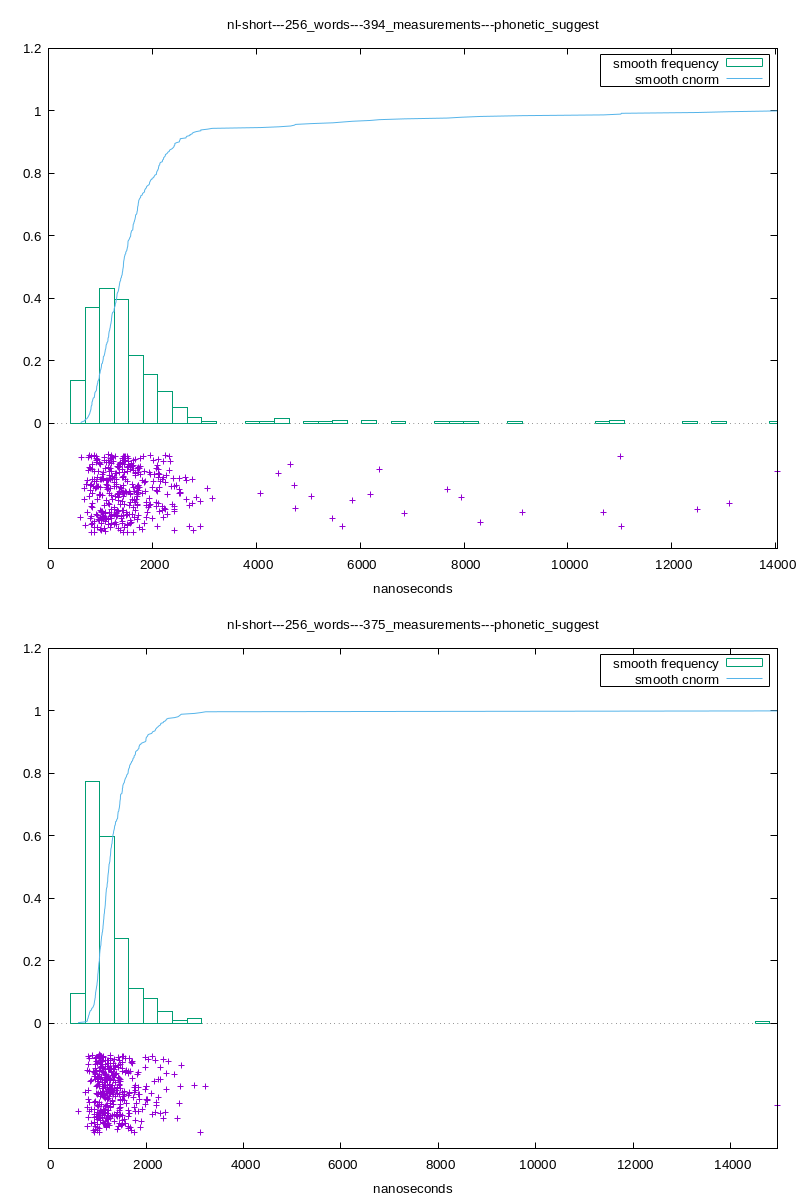 nl-short---256_words---394_measurements---phonetic_suggest
1.2
smooth frequency
smooth cnorm
1
0.8
0.6
0.4
0.2
0
0 2000 4000 6000 8000 10000 12000 14000
nanoseconds
nl-short---256_words---375_measurements---phonetic_suggest
1.2
smooth frequency
smooth cnorm
1
0.8
0.6
0.4
0.2
0
0 2000 4000 6000 8000 10000 12000 14000
nanoseconds